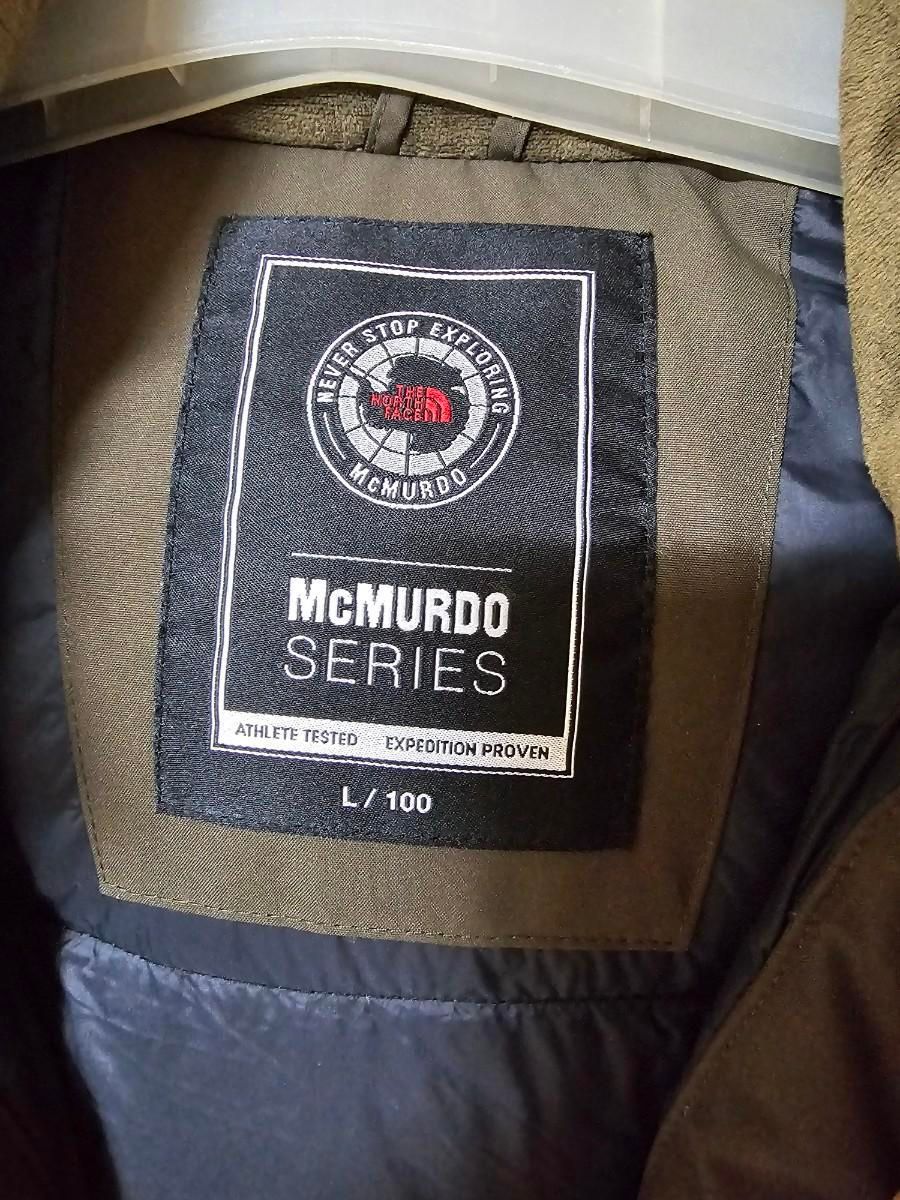 NEVER STOP EXPLORING
THE
NORTH
FACE
McMURDO
McMURDO
SERIES
ATHLETE TESTED EXPEDITION PROVEN
L / 100